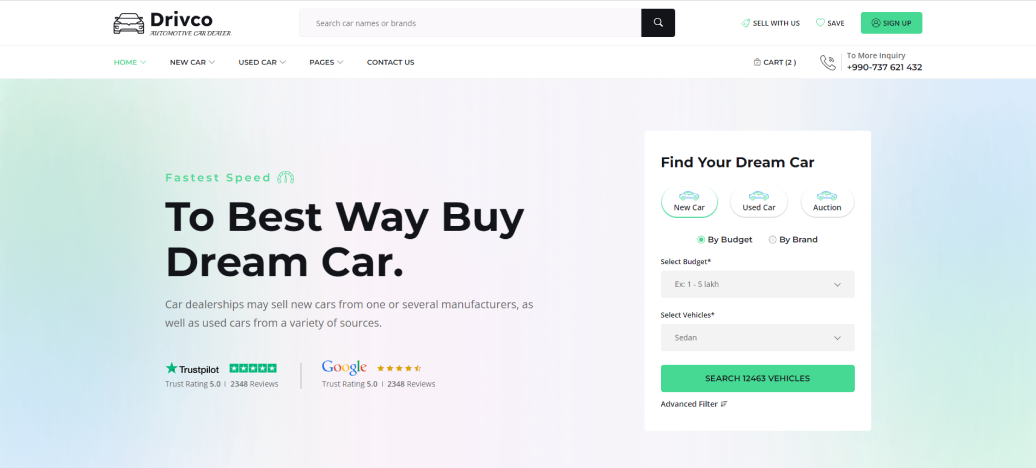 Drivco
AUTOMOTIVE CAR DEALER
Search car names or brands
SELL WITH US
SAVE
SIGN UP
HOME
NEW CAR
USED CAR
PAGES
CONTACT US
CART (2 )
To More Inquiry
+990-737 621 432
Fastest Speed
To Best Way Buy
Dream Car.
Car dealerships may sell new cars from one or several manufacturers, as
well as used cars from a variety of sources.
Trustpilot
Trust Rating 5.0 | 2348 Reviews
Google
Trust Rating 5.0 | 2348 Reviews
Find Your Dream Car
New Car
Used Car
Auction
By Budget
By Brand
Select Budget*
Ex: 1 - 5 lakh
Select Vehicles*
Sedan
SEARCH 12463 VEHICLES
Advanced Filter